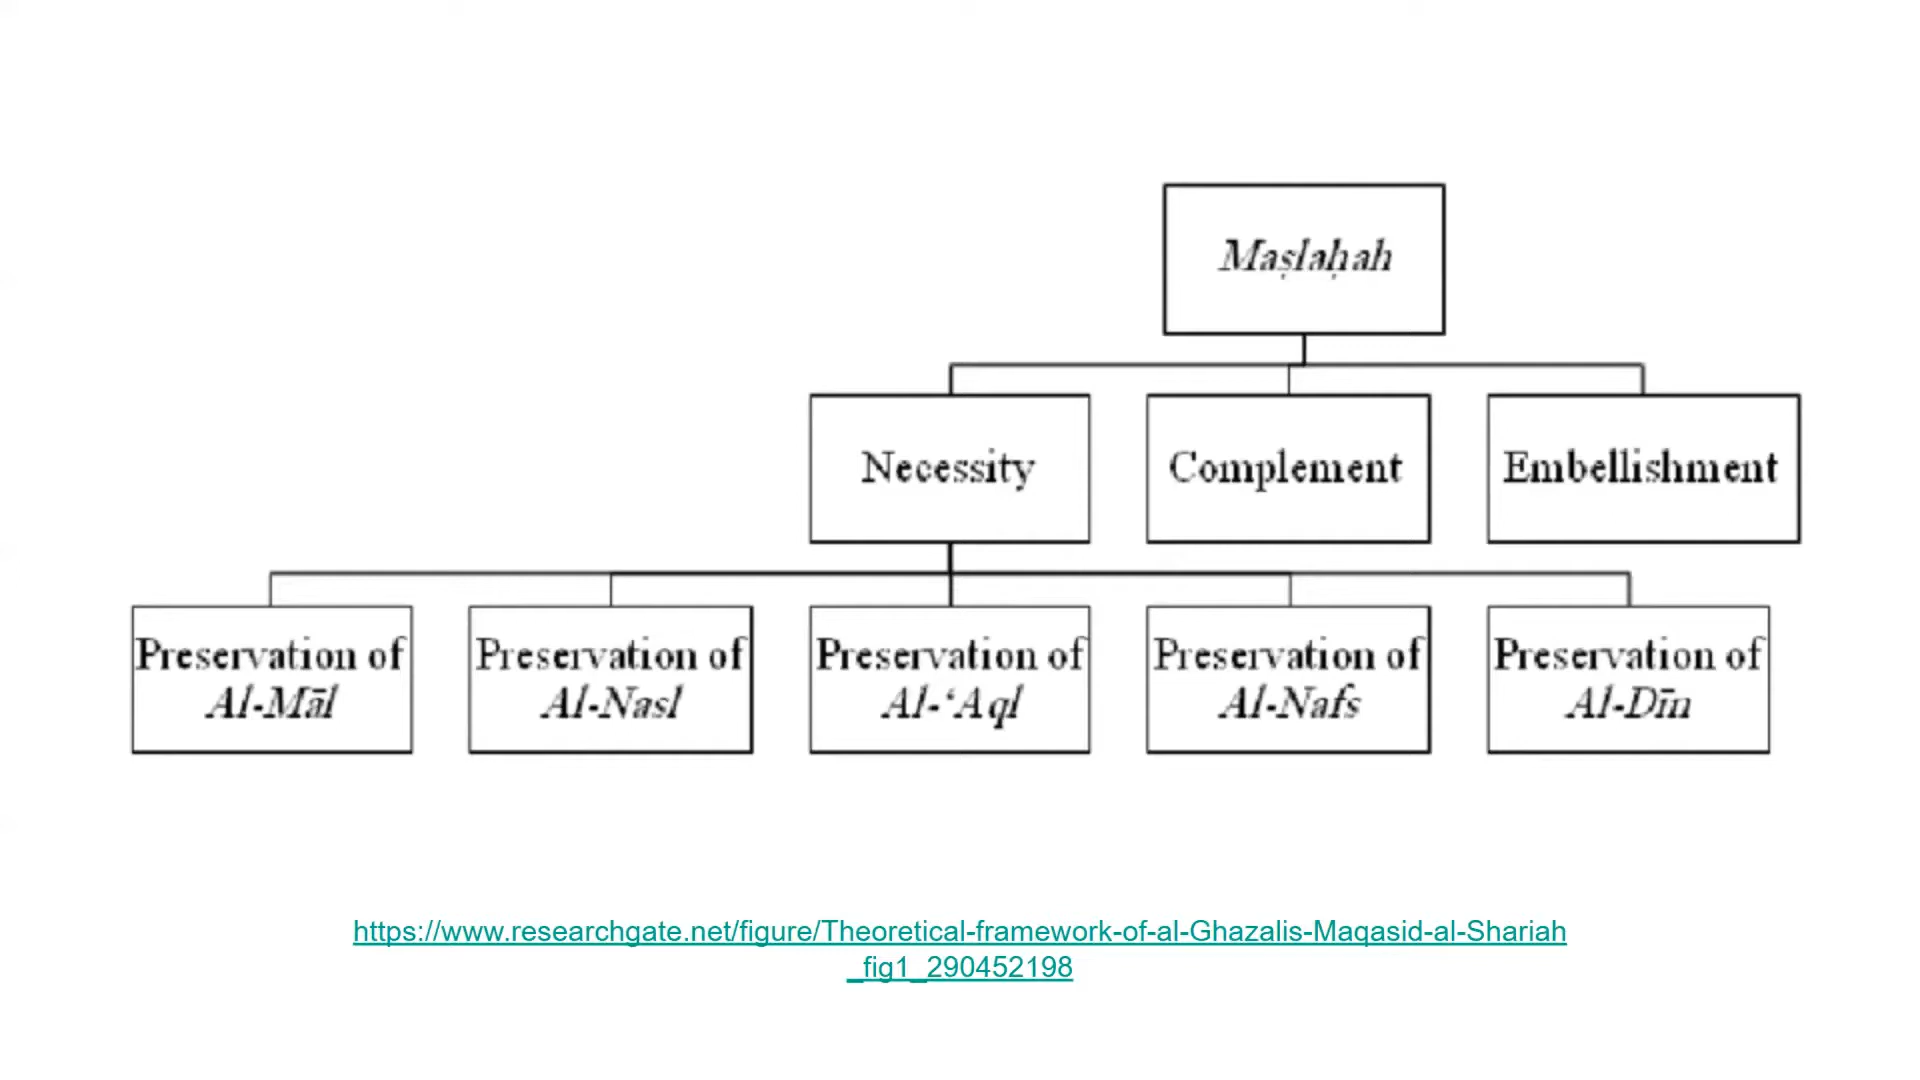 Maṣlaḥah
Necessity
Complement
Embellishment
Preservation of
Al-Māl
Preservation of
Al-Nasl
Preservation of
Al-‘Aql
Preservation of
Al-Nafs
Preservation of
Al-Dīn
https://www.researchgate.net/figure/Theoretical-framework-of-al-Ghazalis-Maqasid-al-Shariah
_fig1_290452198